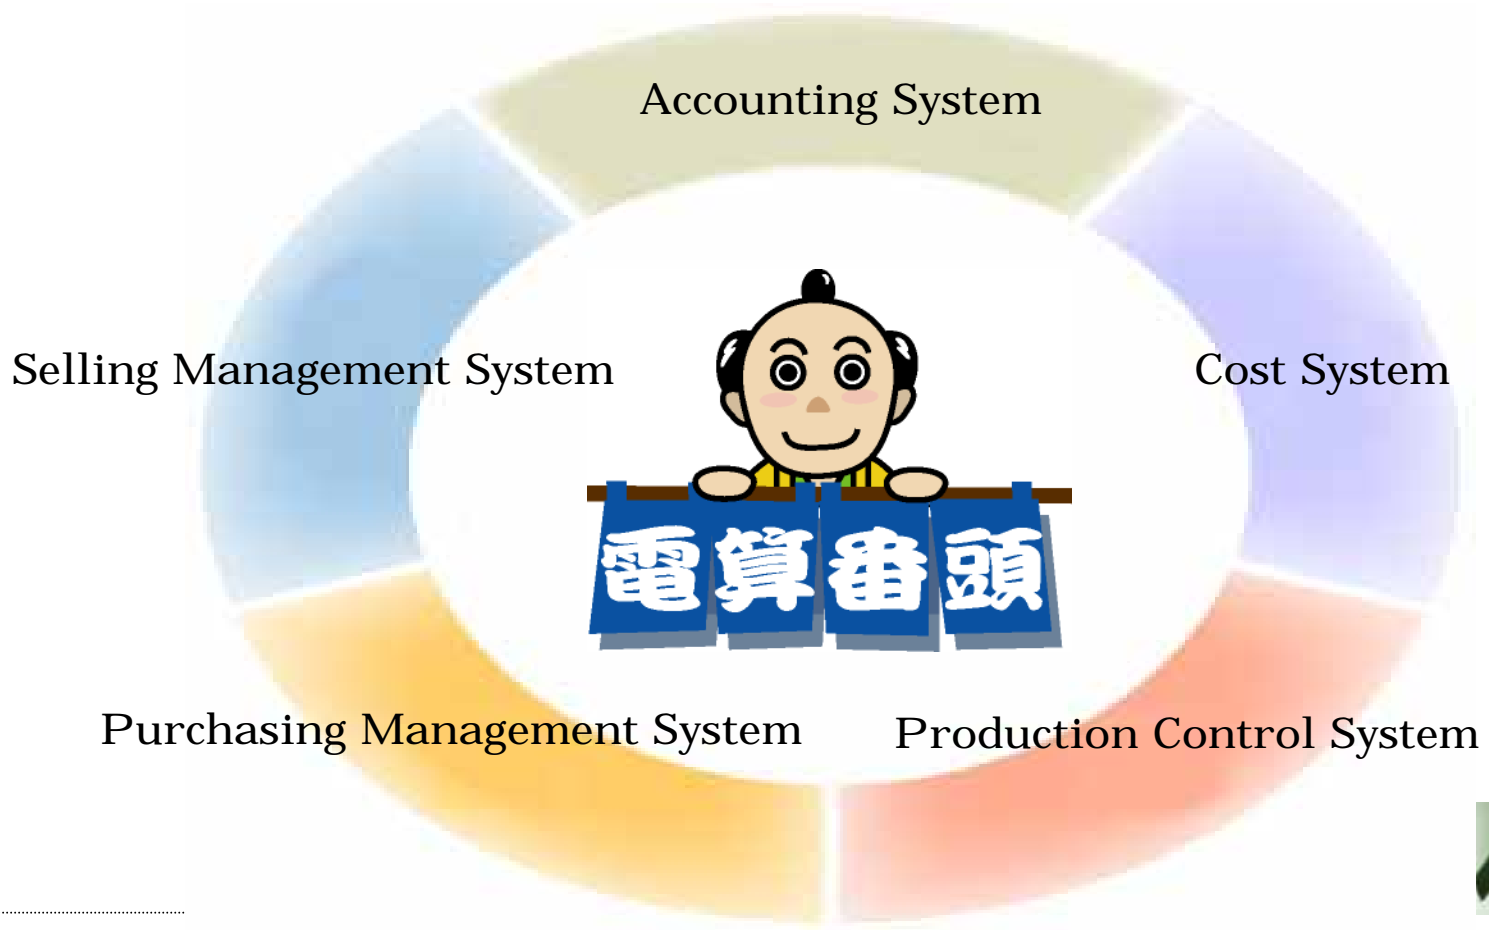 Accounting System
Selling Management System
Cost System
電算番頭
Purchasing Management System
Production Control System